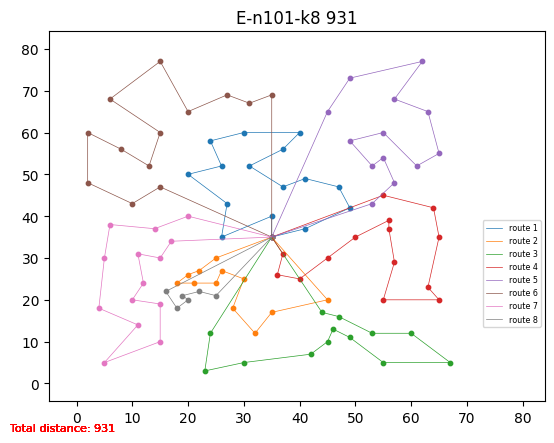 E-n101-k8 931
80
70
60
50
40
30
20
10
0
0 10 20 30 40 50 60 70 80
route 1
route 2
route 3
route 4
route 5
route 6
route 7
route 8
Total distance: 931